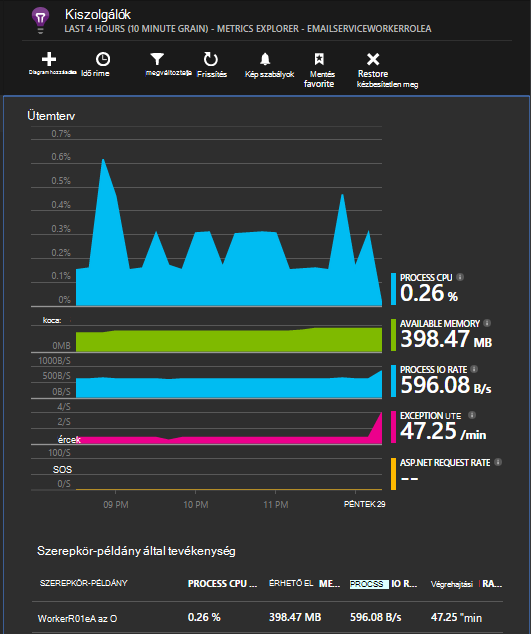 Kiszolgálók
LAST 4 HOURS (10 MINUTE GRAIN) - METRICS EXPLORER - EMAILSERVICEWORKERROLEA
Diagram hozzáadása Idő rime megváltoztatja Frissítés Kép szabályok Mentés favorite Restore kézbesítetlen meg
Ütemterv
0.7%
0.6%
0.5%
0.4%
0.3%
0.2%
0.1%
0%
PROCESS CPU
0.26 %
koca:
0MB
AVAILABLE MEMORY
398.47 MB
1000B/S
500B/S
0B/S
PROCESS IO RATE
596.08 B/s
4/S
2/S
ércek
EXCEPTION UTE
47.25 /min
100/S
SOS
0/S
ASP.NET REQUEST RATE
--
09 PM 10 PM 11 PM PÉNTEK 29
Szerepkör-példány által tevékenység
SZEREPKÖR-PÉLDÁNY PROCESS CPU ... ÉRHETŐ EL ME... PROCSS IO R... Végrehajtási RA...
WorkerR01eA az O 0.26 % 398.47 MB 596.08 B/s 47.25 "min